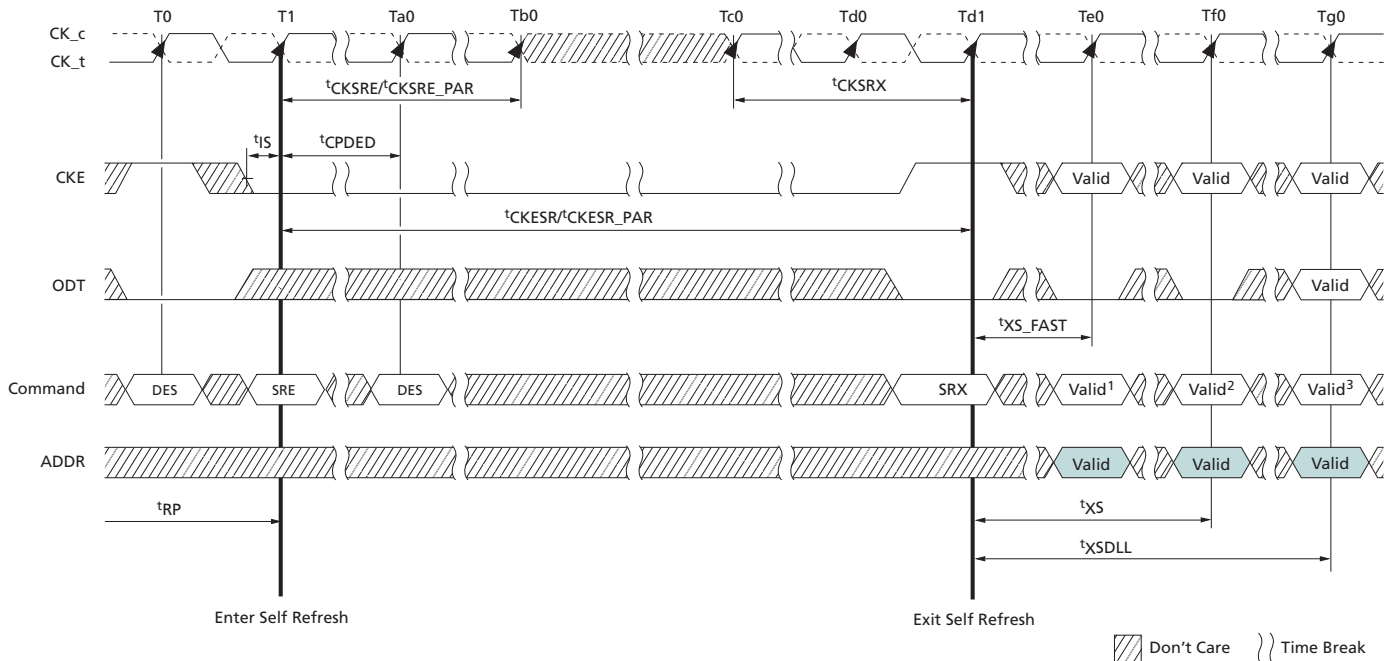 T0 T1 Ta0 Tb0 Tc0 Td0 Td1 Te0 Tf0 Tg0
CK_c
CK_t
tCKSRE/tCKSRE_PAR tCKSRX
tIS tCPDED
CKE Valid Valid Valid
tCKESR/tCKESR_PAR
ODT Valid
tXS_FAST
Command DES SRE DES SRX Valid1 Valid2 Valid3
ADDR Valid Valid Valid
tRP tXS
tXSDLL
Enter Self Refresh Exit Self Refresh
Don't Care Time Break